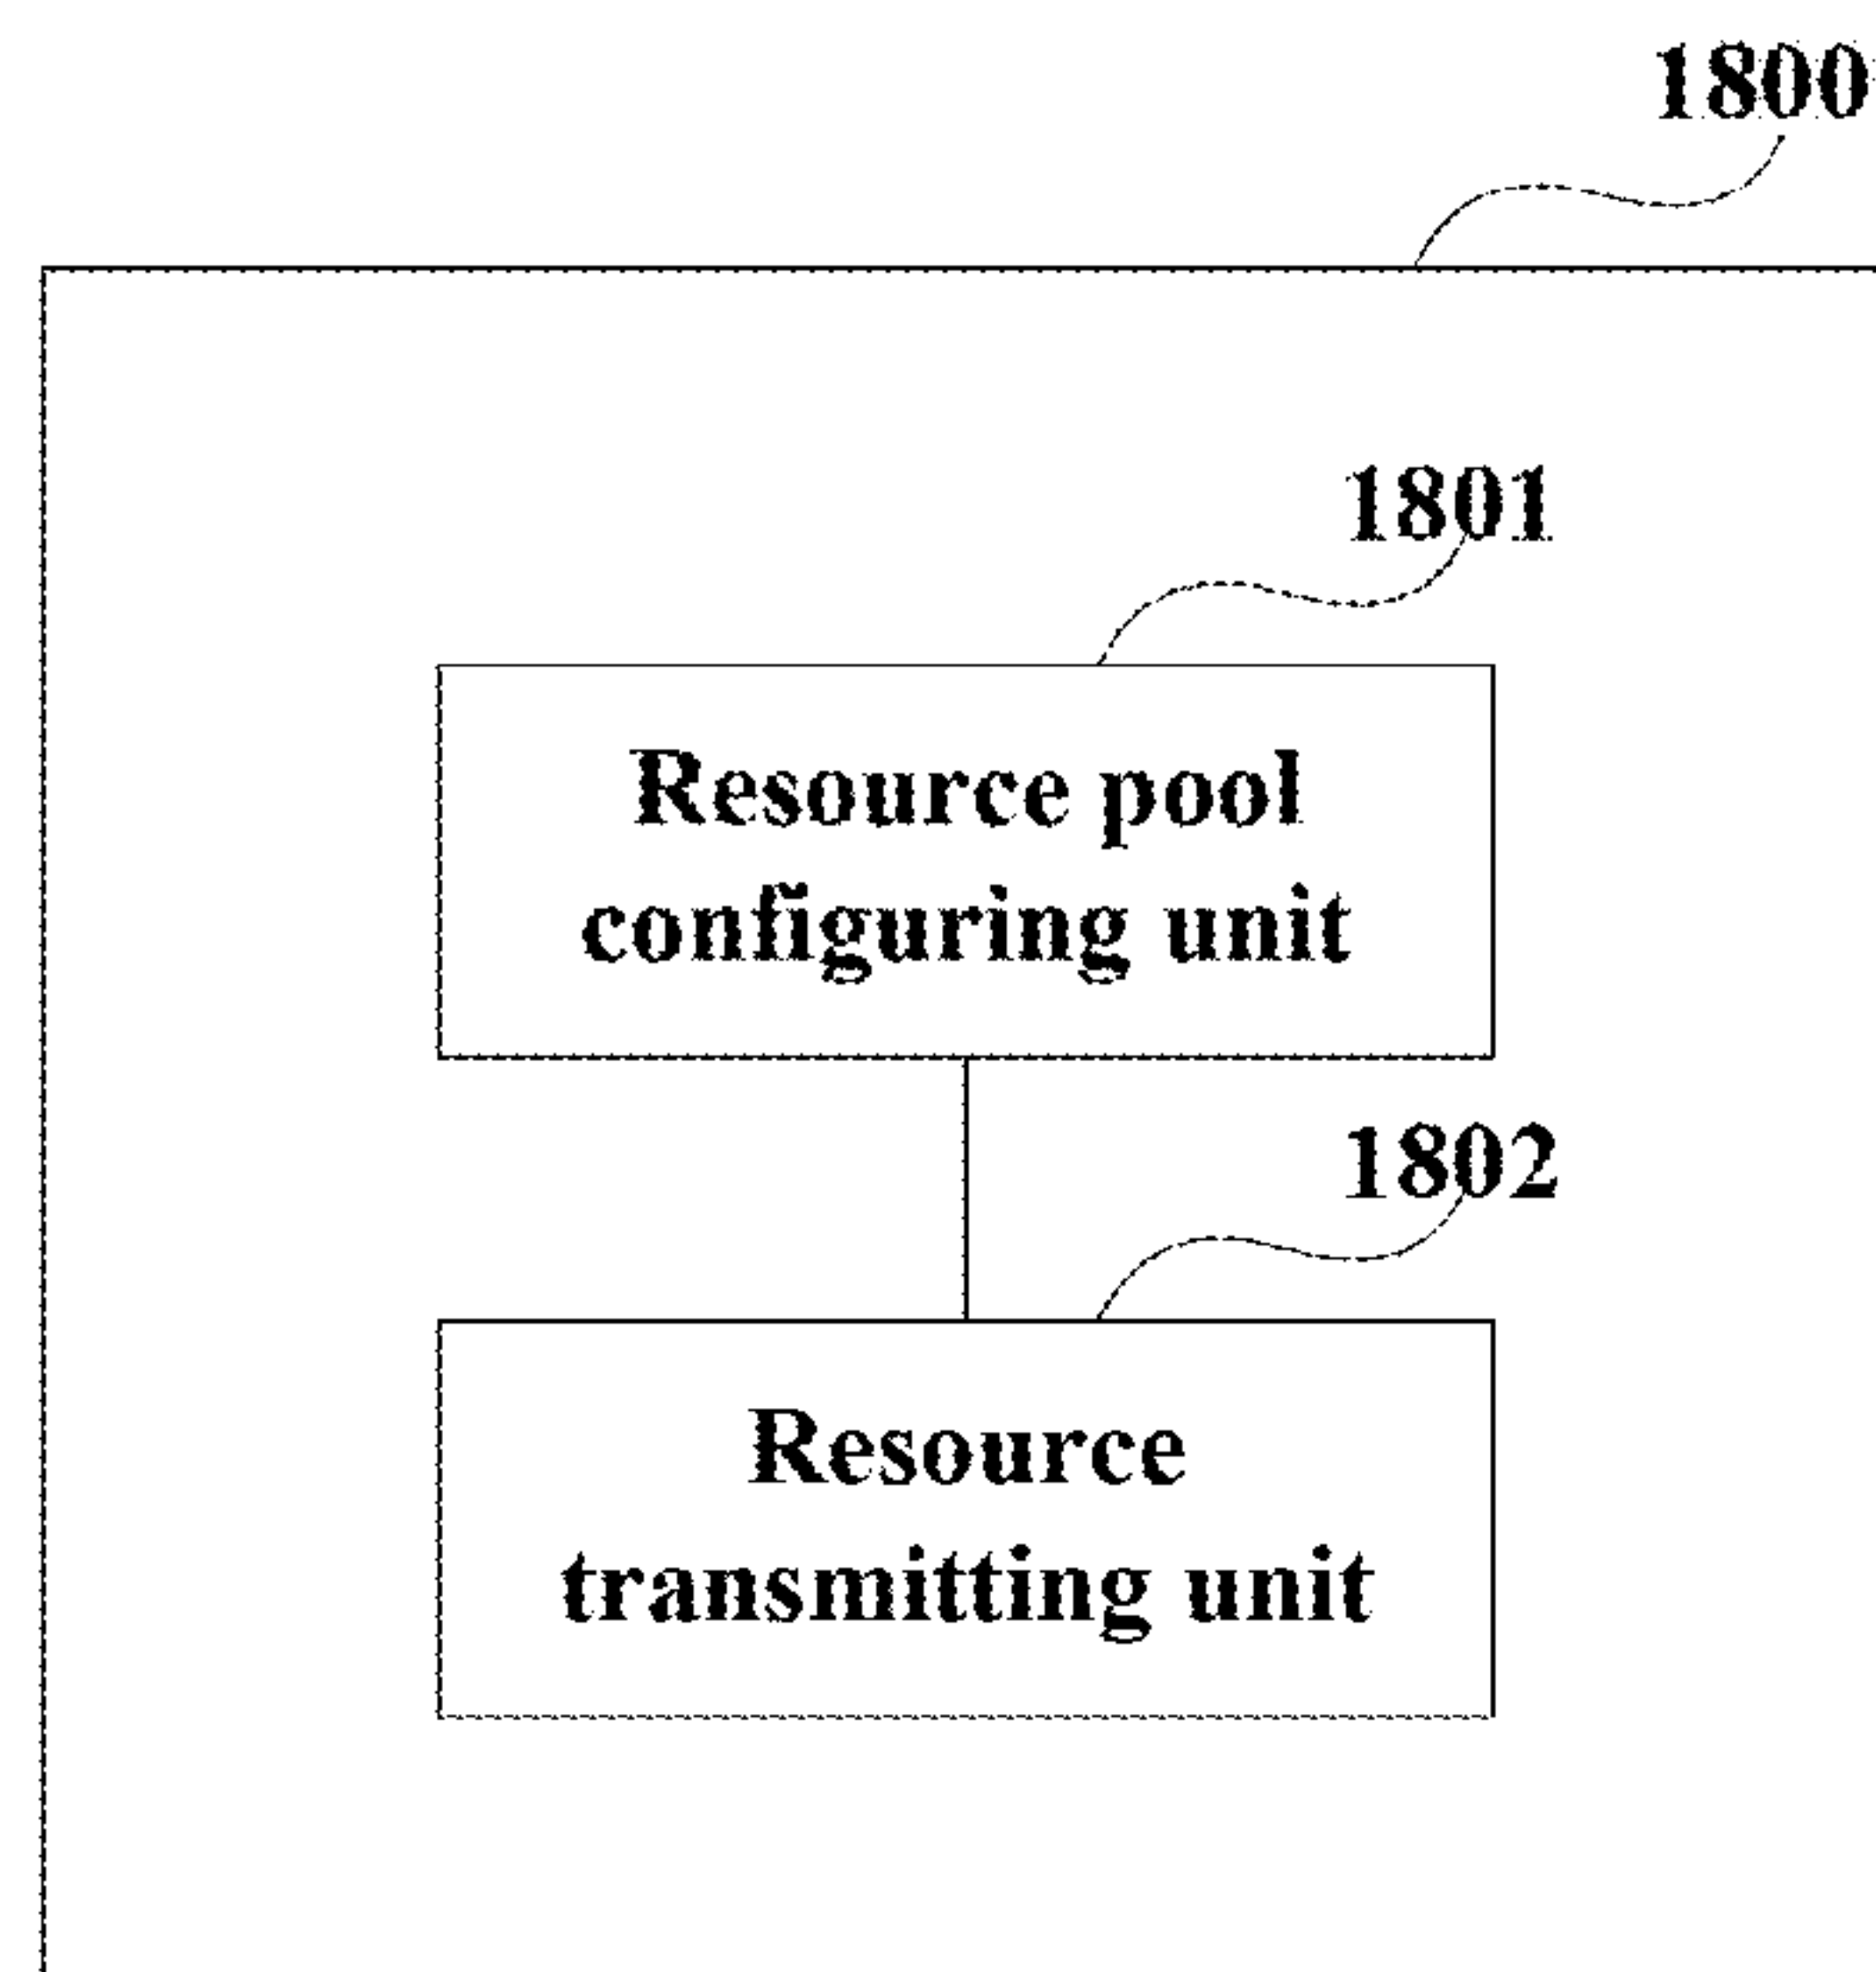 1800
1801
Resource pool
configuring unit
1802
Resource
transmitting unit